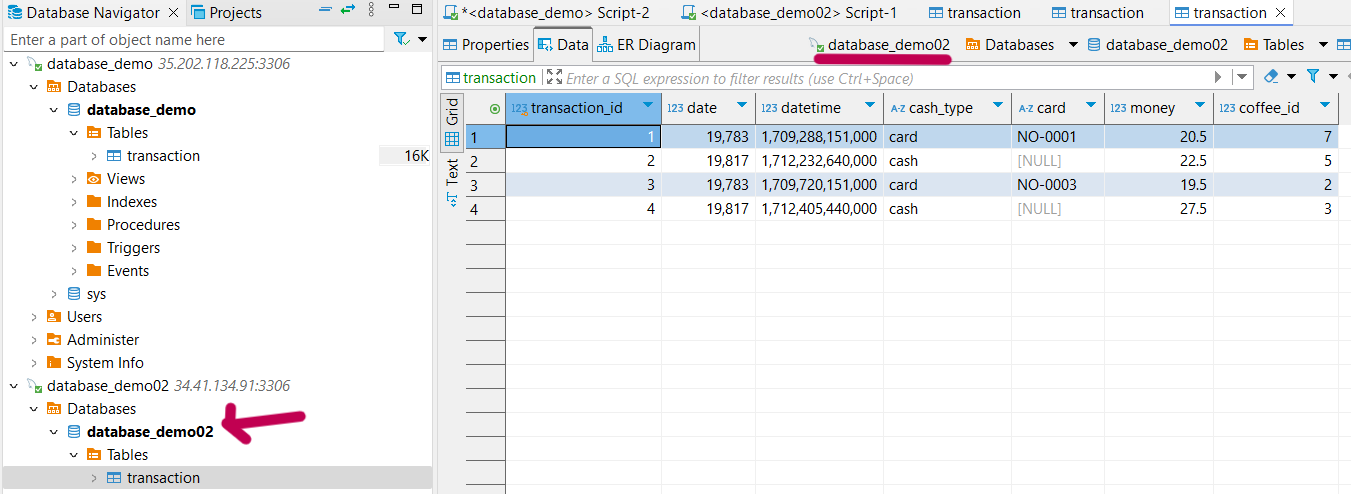 Database Navigator Projects
Enter a part of object name here
database_demo 35.202.118.225:3306
Databases
database_demo
Tables
transaction 16K
Views
Indexes
Procedures
Triggers
Events
sys
Users
Administer
System Info
database_demo02 34.41.134.91:3306
Databases
database_demo02
Tables
transaction
*<database_demo> Script-2 <database_demo02> Script-1 transaction transaction transaction
Properties Data ER Diagram database_demo02 Databases database_demo02 Tables
transaction Enter a SQL expression to filter results (use Ctrl+Space)
Grid
Text
123 transaction_id 123 date 123 datetime A-Z cash_type A-Z card 123 money 123 coffee_id
1 1 19,783 1,709,288,151,000 card NO-0001 20.5 7
2 2 19,817 1,712,232,640,000 cash [NULL] 22.5 5
3 3 19,783 1,709,720,151,000 card NO-0003 19.5 2
4 4 19,817 1,712,405,440,000 cash [NULL] 27.5 3